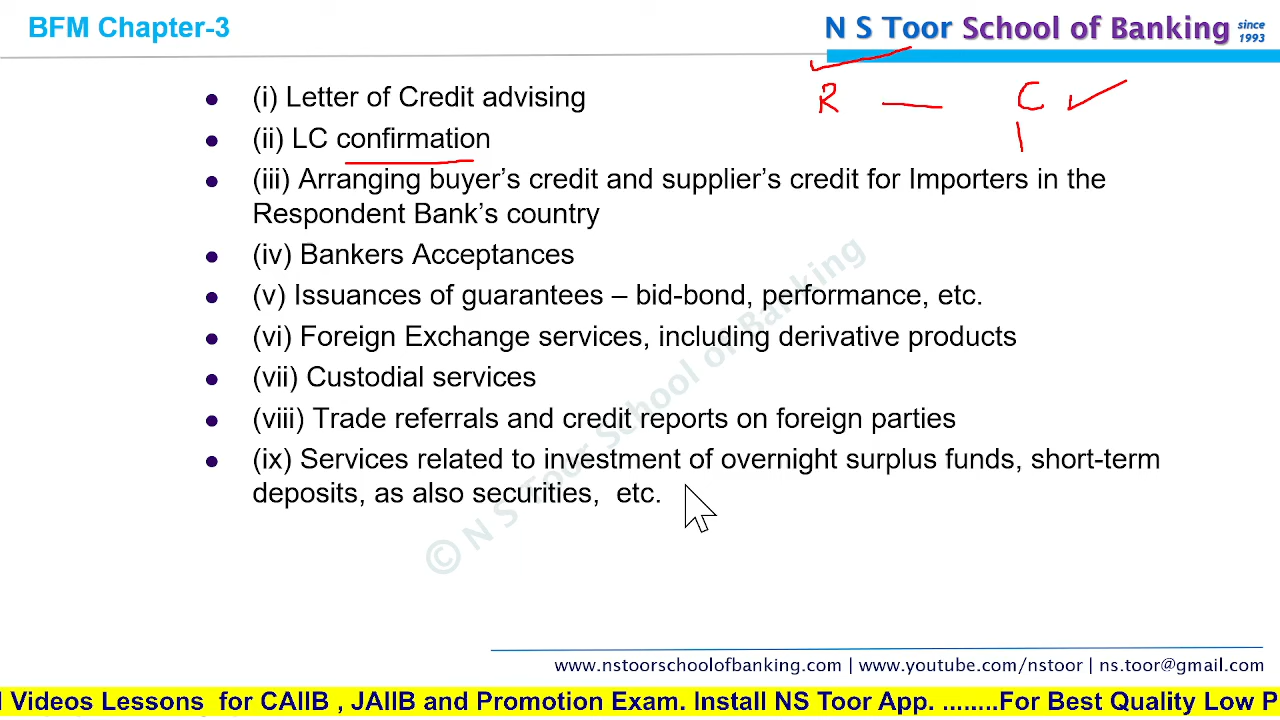 BFM Chapter-3
N S Toor School of Banking since 1993
R — C
• (i) Letter of Credit advising
• (ii) LC confirmation
• (iii) Arranging buyer's credit and supplier's credit for Importers in the
Respondent Bank's country
• (iv) Bankers Acceptances
• (v) Issuances of guarantees – bid-bond, performance, etc.
• (vi) Foreign Exchange services, including derivative products
• (vii) Custodial services
• (viii) Trade referrals and credit reports on foreign parties
• (ix) Services related to investment of overnight surplus funds, short-term
deposits, as also securities, etc.
© N S Toor School of Banking
www.nstoorschoolofbanking.com | www.youtube.com/nstoor | ns.toor@gmail.com
Videos Lessons for CAIIB , JAIIB and Promotion Exam. Install NS Toor App. ........For Best Quality Low P